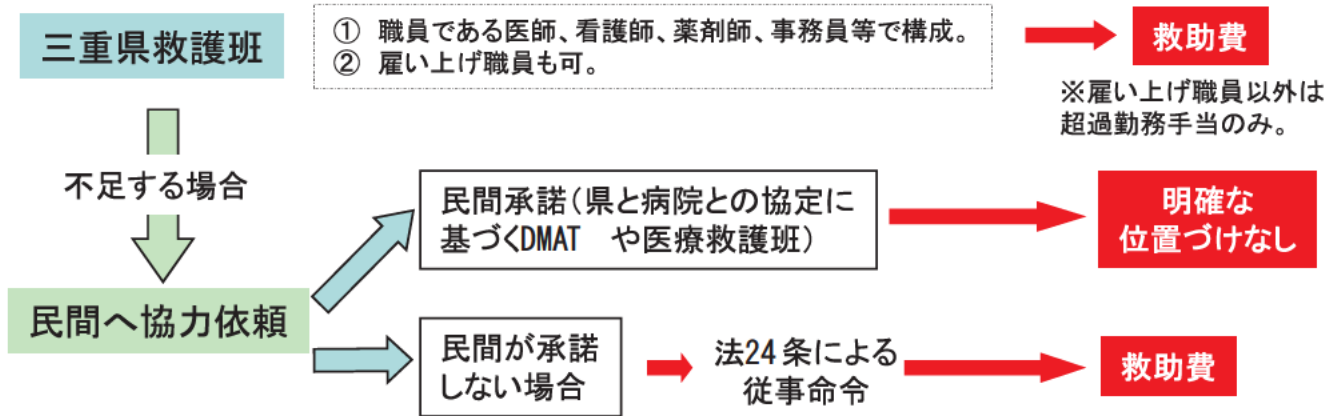 三重県救護班
① 職員である医師、看護師、薬剤師、事務員等で構成。
② 雇い上げ職員も可。
救助費
※雇い上げ職員以外は
超過勤務手当のみ。
不足する場合
民間へ協力依頼
民間承諾(県と病院との協定に
基づくDMAT や医療救護班)
明確な
位置づけなし
民間が承諾
しない場合
法24条による
従事命令
救助費